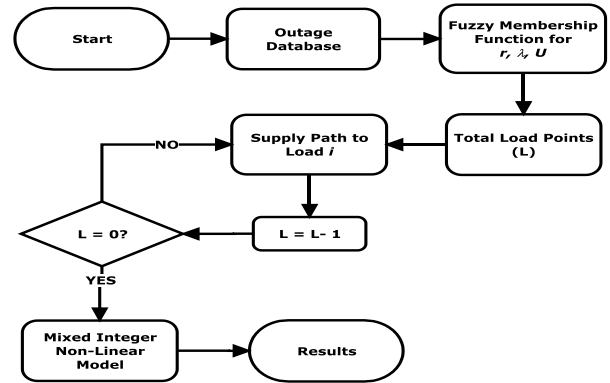 Start
Outage
Database
Fuzzy Membership
Function for
r, λ, U
Total Load Points
(L)
Supply Path to
Load i
NO
L = L- 1
L = 0?
YES
Mixed Integer
Non-Linear
Model
Results